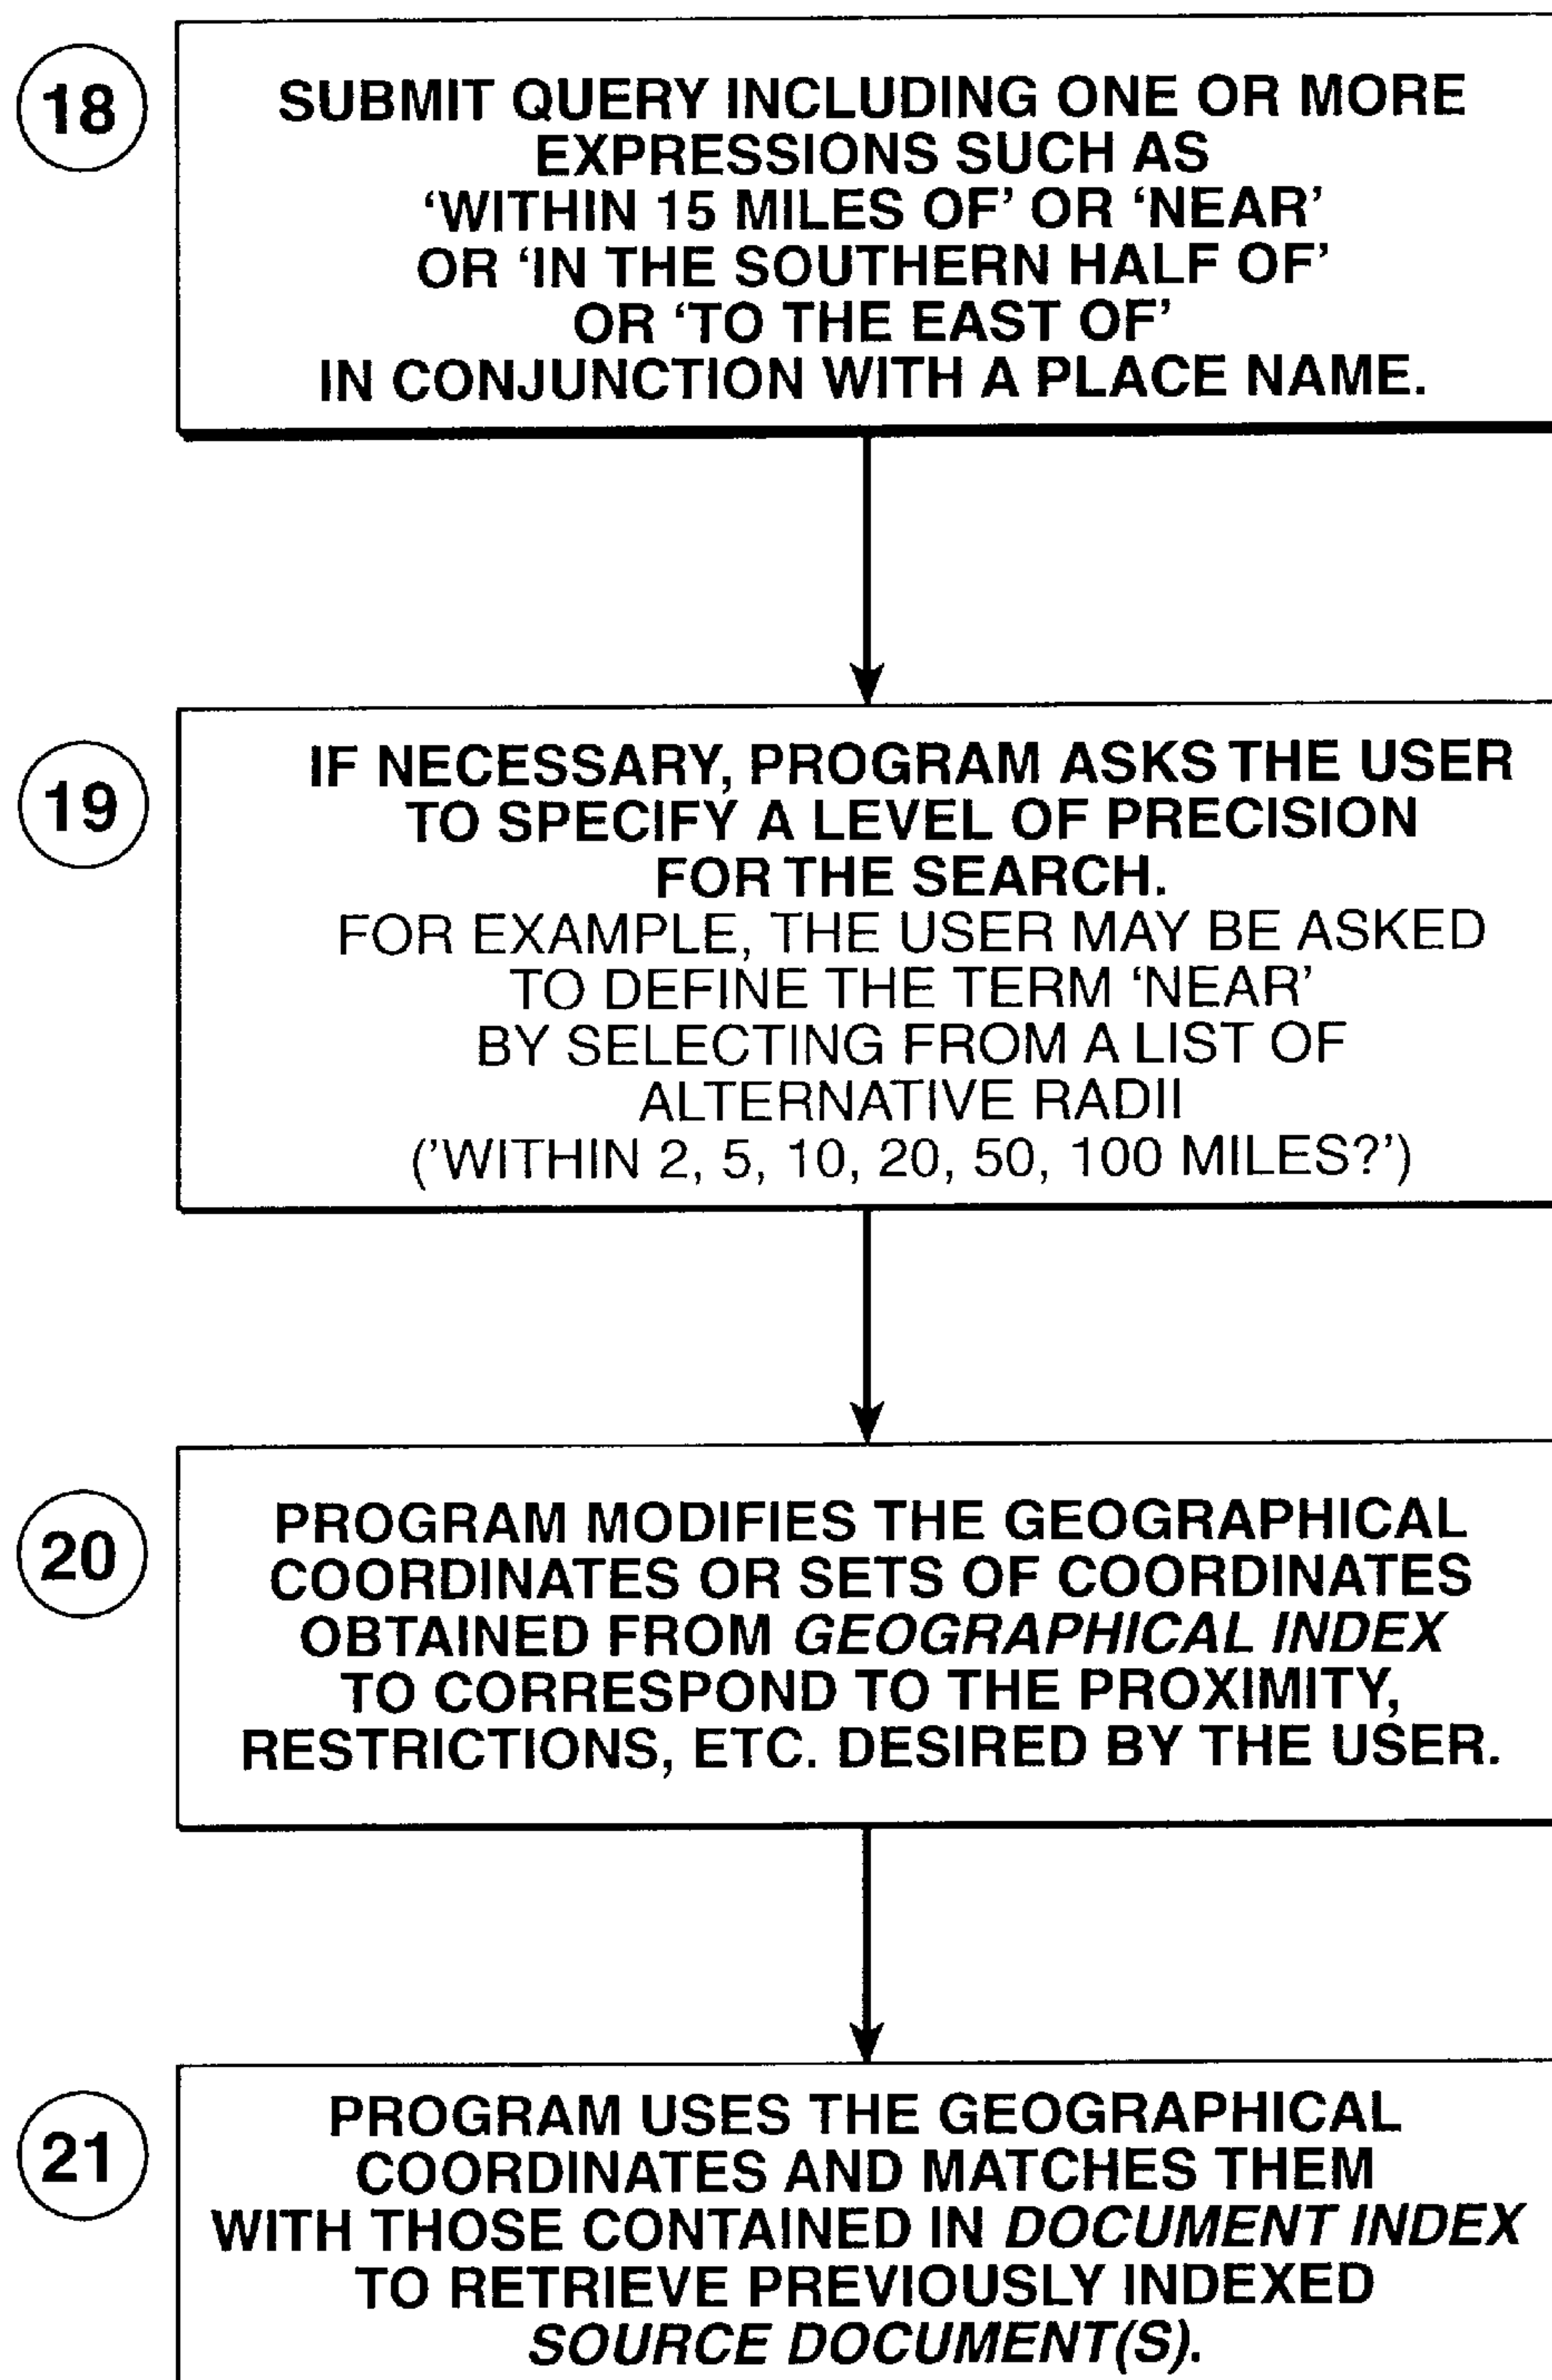 18
SUBMIT QUERY INCLUDING ONE OR MORE
EXPRESSIONS SUCH AS
‘WITHIN 15 MILES OF’ OR ‘NEAR’
OR ‘IN THE SOUTHERN HALF OF’
OR ‘TO THE EAST OF’
IN CONJUNCTION WITH A PLACE NAME.
19
IF NECESSARY, PROGRAM ASKS THE USER
TO SPECIFY A LEVEL OF PRECISION
FOR THE SEARCH.
FOR EXAMPLE, THE USER MAY BE ASKED
TO DEFINE THE TERM ‘NEAR’
BY SELECTING FROM A LIST OF
ALTERNATIVE RADII
(’WITHIN 2, 5, 10, 20, 50, 100 MILES?’)
20
PROGRAM MODIFIES THE GEOGRAPHICAL
COORDINATES OR SETS OF COORDINATES
OBTAINED FROM GEOGRAPHICAL INDEX
TO CORRESPOND TO THE PROXIMITY,
RESTRICTIONS, ETC. DESIRED BY THE USER.
21
PROGRAM USES THE GEOGRAPHICAL
COORDINATES AND MATCHES THEM
WITH THOSE CONTAINED IN DOCUMENT INDEX
TO RETRIEVE PREVIOUSLY INDEXED
SOURCE DOCUMENT(S).